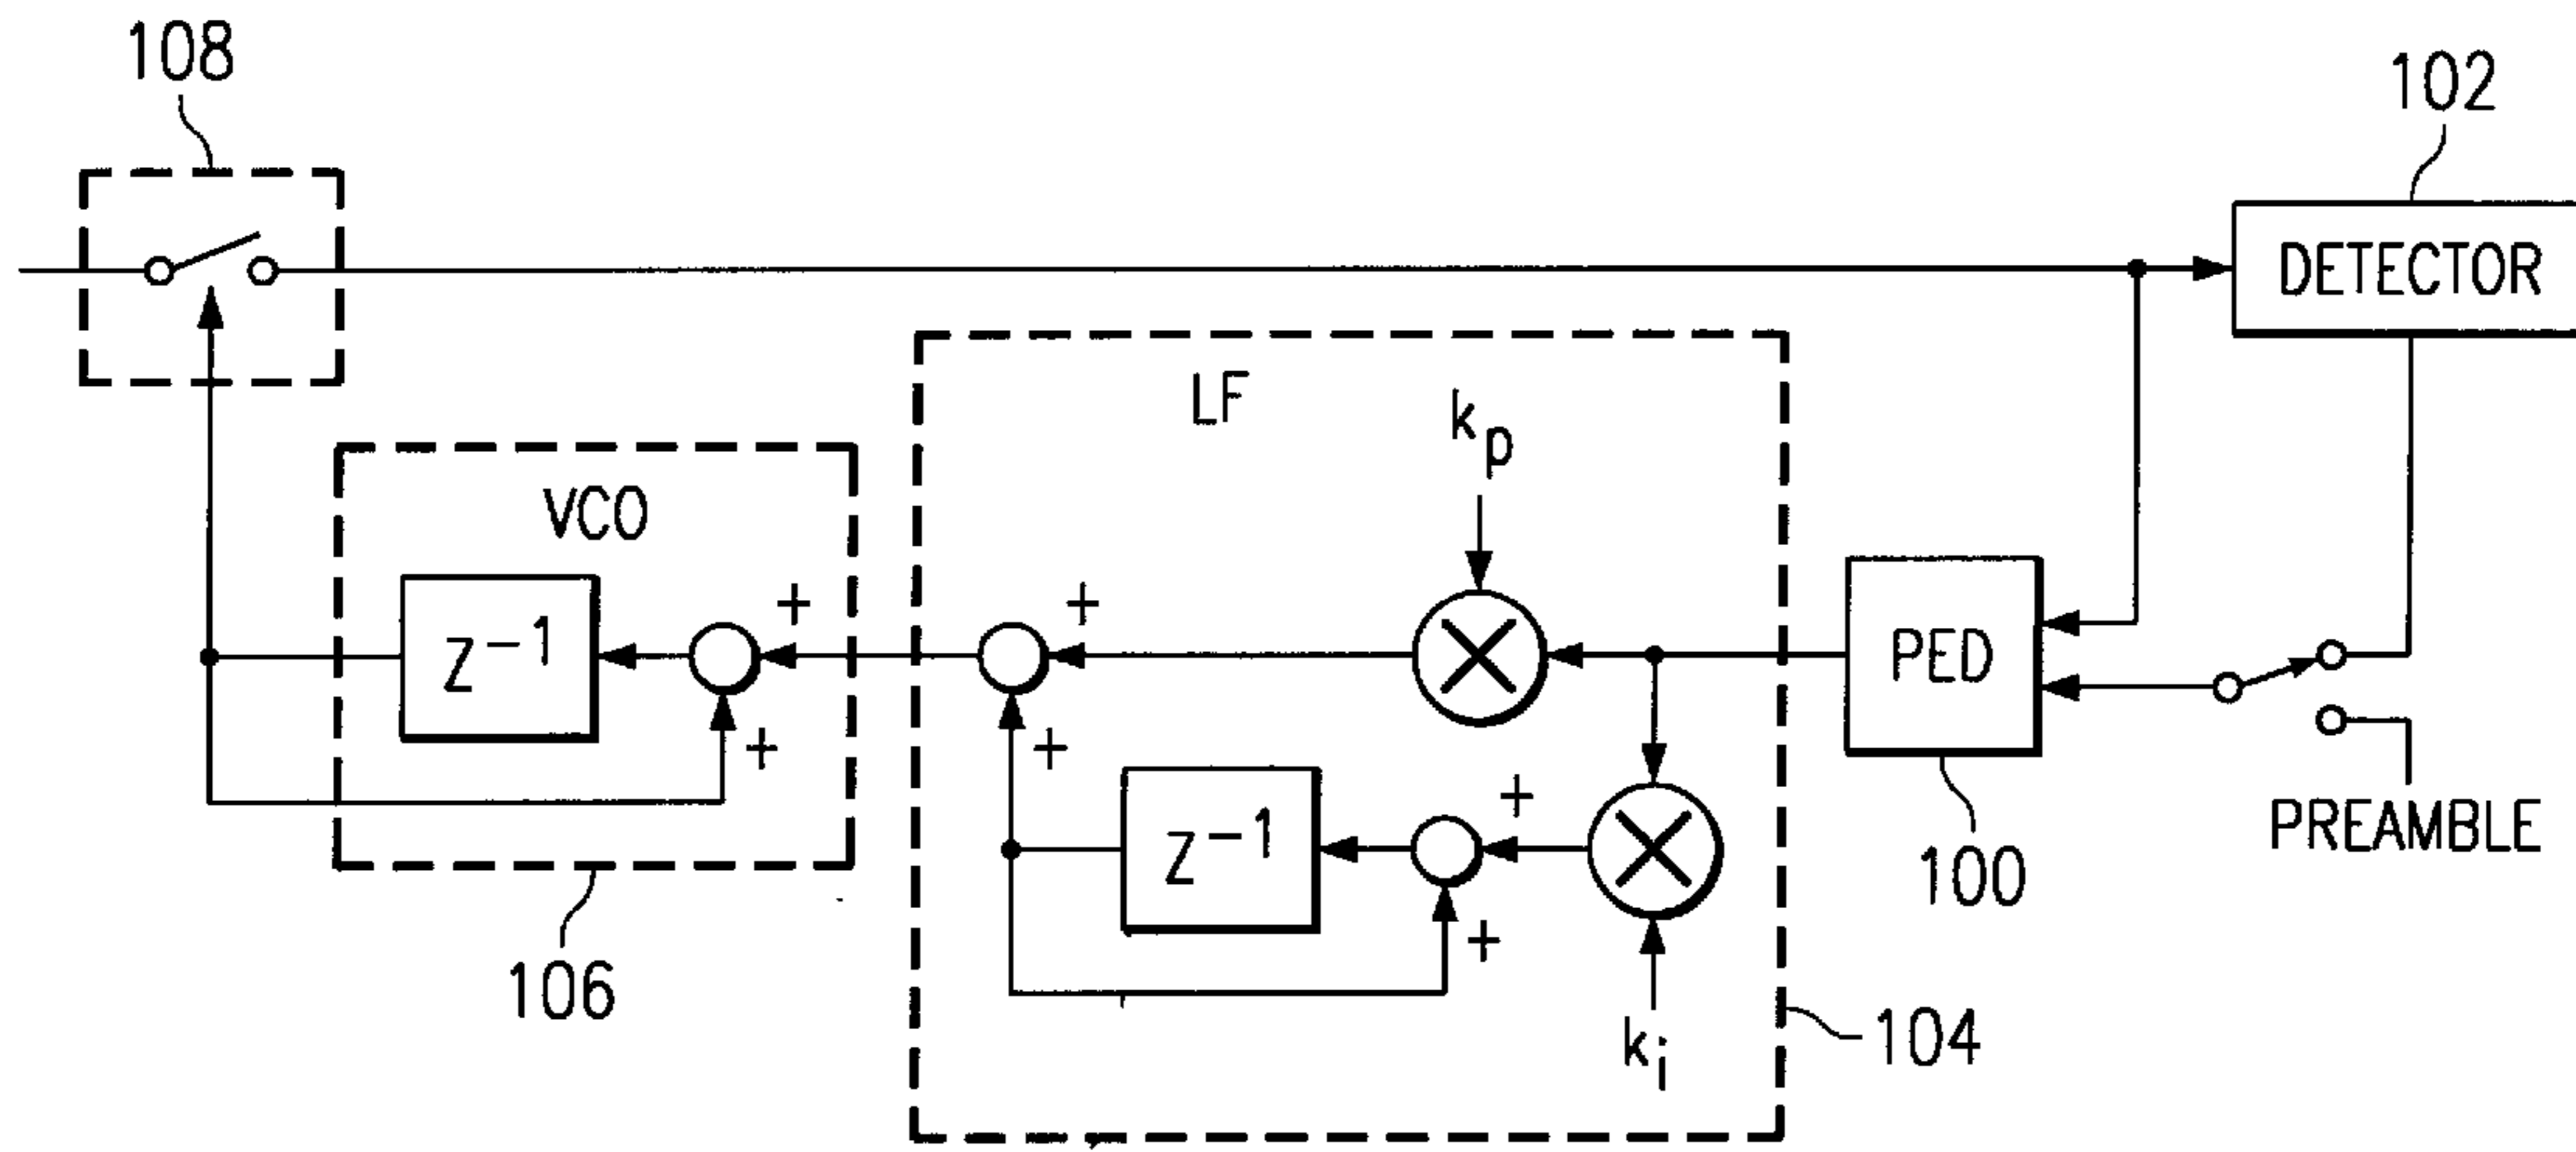 108
102
DETECTOR
LF
kp
VCO
+
+
Z⁻¹
PED
+
+
+
Z⁻¹
PREAMBLE
100
+
106
ki
104